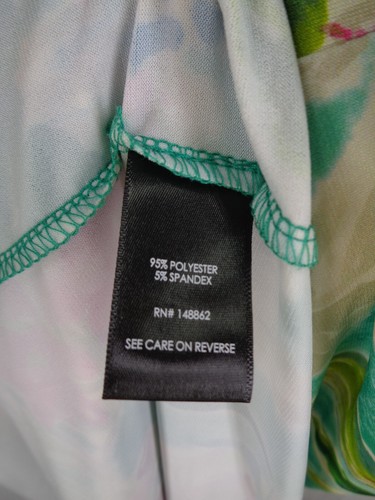 95% POLYESTER
5% SPANDEX
RN# 148862
SEE CARE ON REVERSE